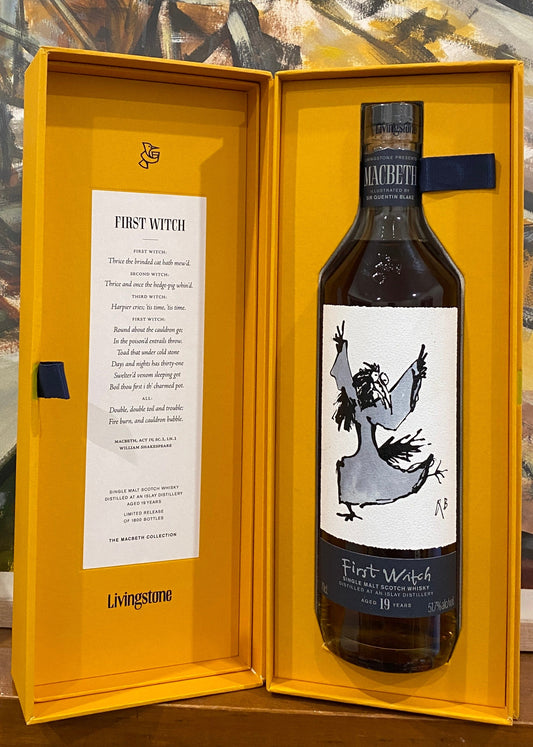 FIRST WITCH
FIRST WITCH:
Thrice the brinded cat hath mew'd.
SECOND WITCH:
Thrice and once the hedge-pig whin'd.
THIRD WITCH:
Harpier cries; 'tis time, 'tis time.
FIRST WITCH:
Round about the cauldron go;
In the poison'd entrails throw.
Toad that under cold stone
Days and nights has thirty-one
Swelter'd venom sleeping got
Boil thou first i' th' charmed pot.
ALL:
Double, double toil and trouble;
Fire burn, and cauldron bubble.
MACBETH, ACT IV, SC.1, LN.1
WILLIAM SHAKESPEARE
SINGLE MALT SCOTCH WHISKY
DISTILLED AT AN ISLAY DISTILLERY
AGED 19 YEARS
LIMITED RELEASE
OF 1800 BOTTLES
THE MACBETH COLLECTION
Livingstone
Livingstone
LIVINGSTONE PRESENTS
MACBETH
ILLUSTRATED BY
SIR QUENTIN BLAKE
QB
First Witch
SINGLE MALT SCOTCH WHISKY
DISTILLED AT AN ISLAY DISTILLERY
AGED 19 YEARS
51.7% alc/vol